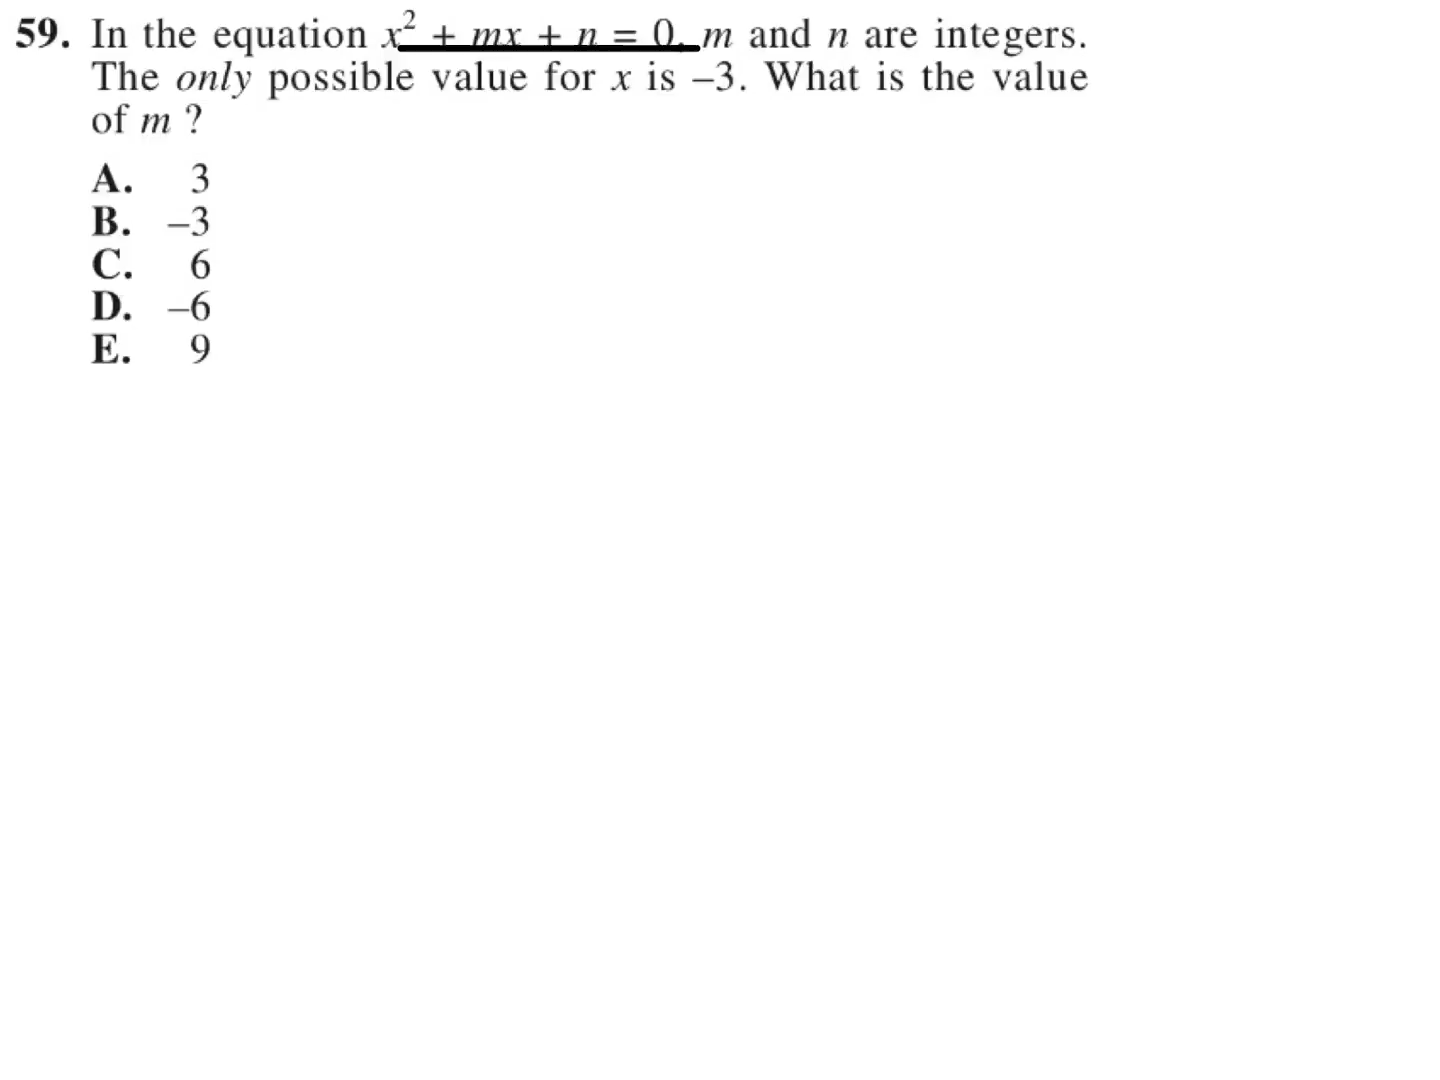 59. In the equation x² + mx + n = 0, m and n are integers.
The only possible value for x is –3. What is the value
of m ?
A. 3
B. –3
C. 6
D. –6
E. 9